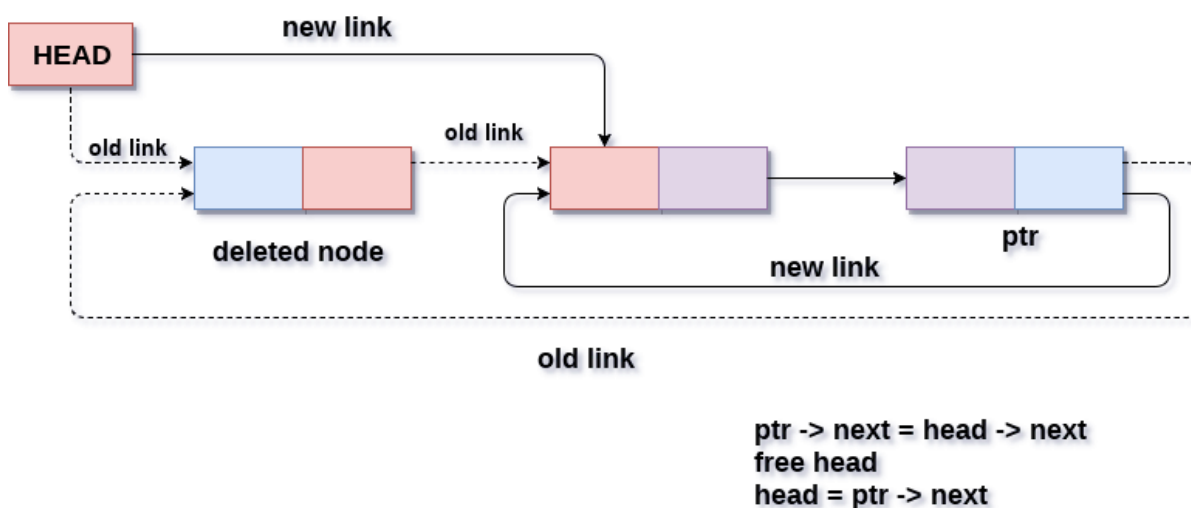 new link
HEAD
old link
old link
deleted node
ptr
new link
old link
ptr -> next = head -> next
free head
head = ptr -> next